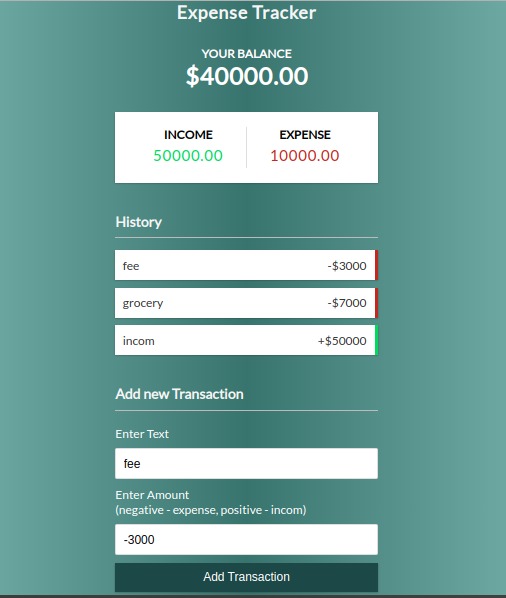 Expense Tracker
YOUR BALANCE
$40000.00
INCOME EXPENSE
50000.00 10000.00
History
fee -$3000
grocery -$7000
incom +$50000
Add new Transaction
Enter Text
fee
Enter Amount
(negative - expense, positive - incom)
-3000
Add Transaction